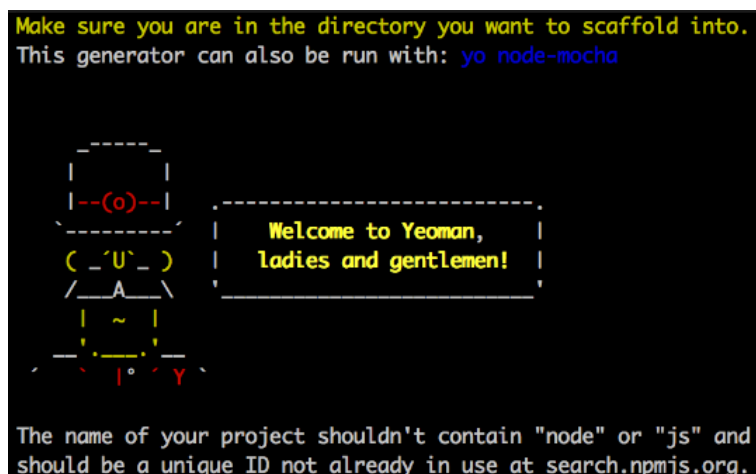 Make sure you are in the directory you want to scaffold into.
This generator can also be run with: yo node-mocha
Welcome to Yeoman,
ladies and gentlemen!
The name of your project shouldn't contain "node" or "js" and
should be a unique ID not already in use at search.npmjs.org.